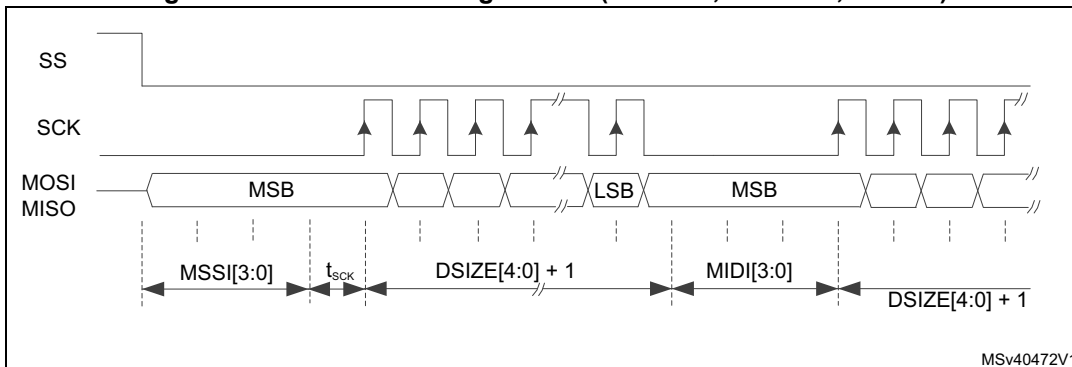 SS
SCK
MOSI
MISO
MSB
LSB
MSB
MSSI[3:0]
tSCK
DSIZE[4:0] + 1
MIDI[3:0]
DSIZE[4:0] + 1
MSv40472V1